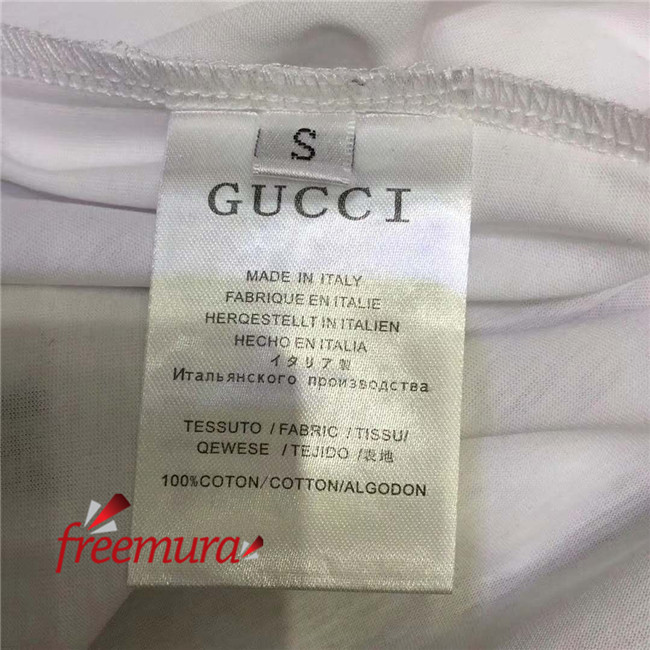 S
GUCCI
MADE IN ITALY
FABRIQUE EN ITALIE
HERQESTELLT IN ITALIEN
HECHO EN ITALIA
イタリア製
Итальянского производства
TESSUTO / FABRIC / TISSU/
QEWESE / TEJIDO /表地
100%COTON/COTTON/ALGODON
freemura